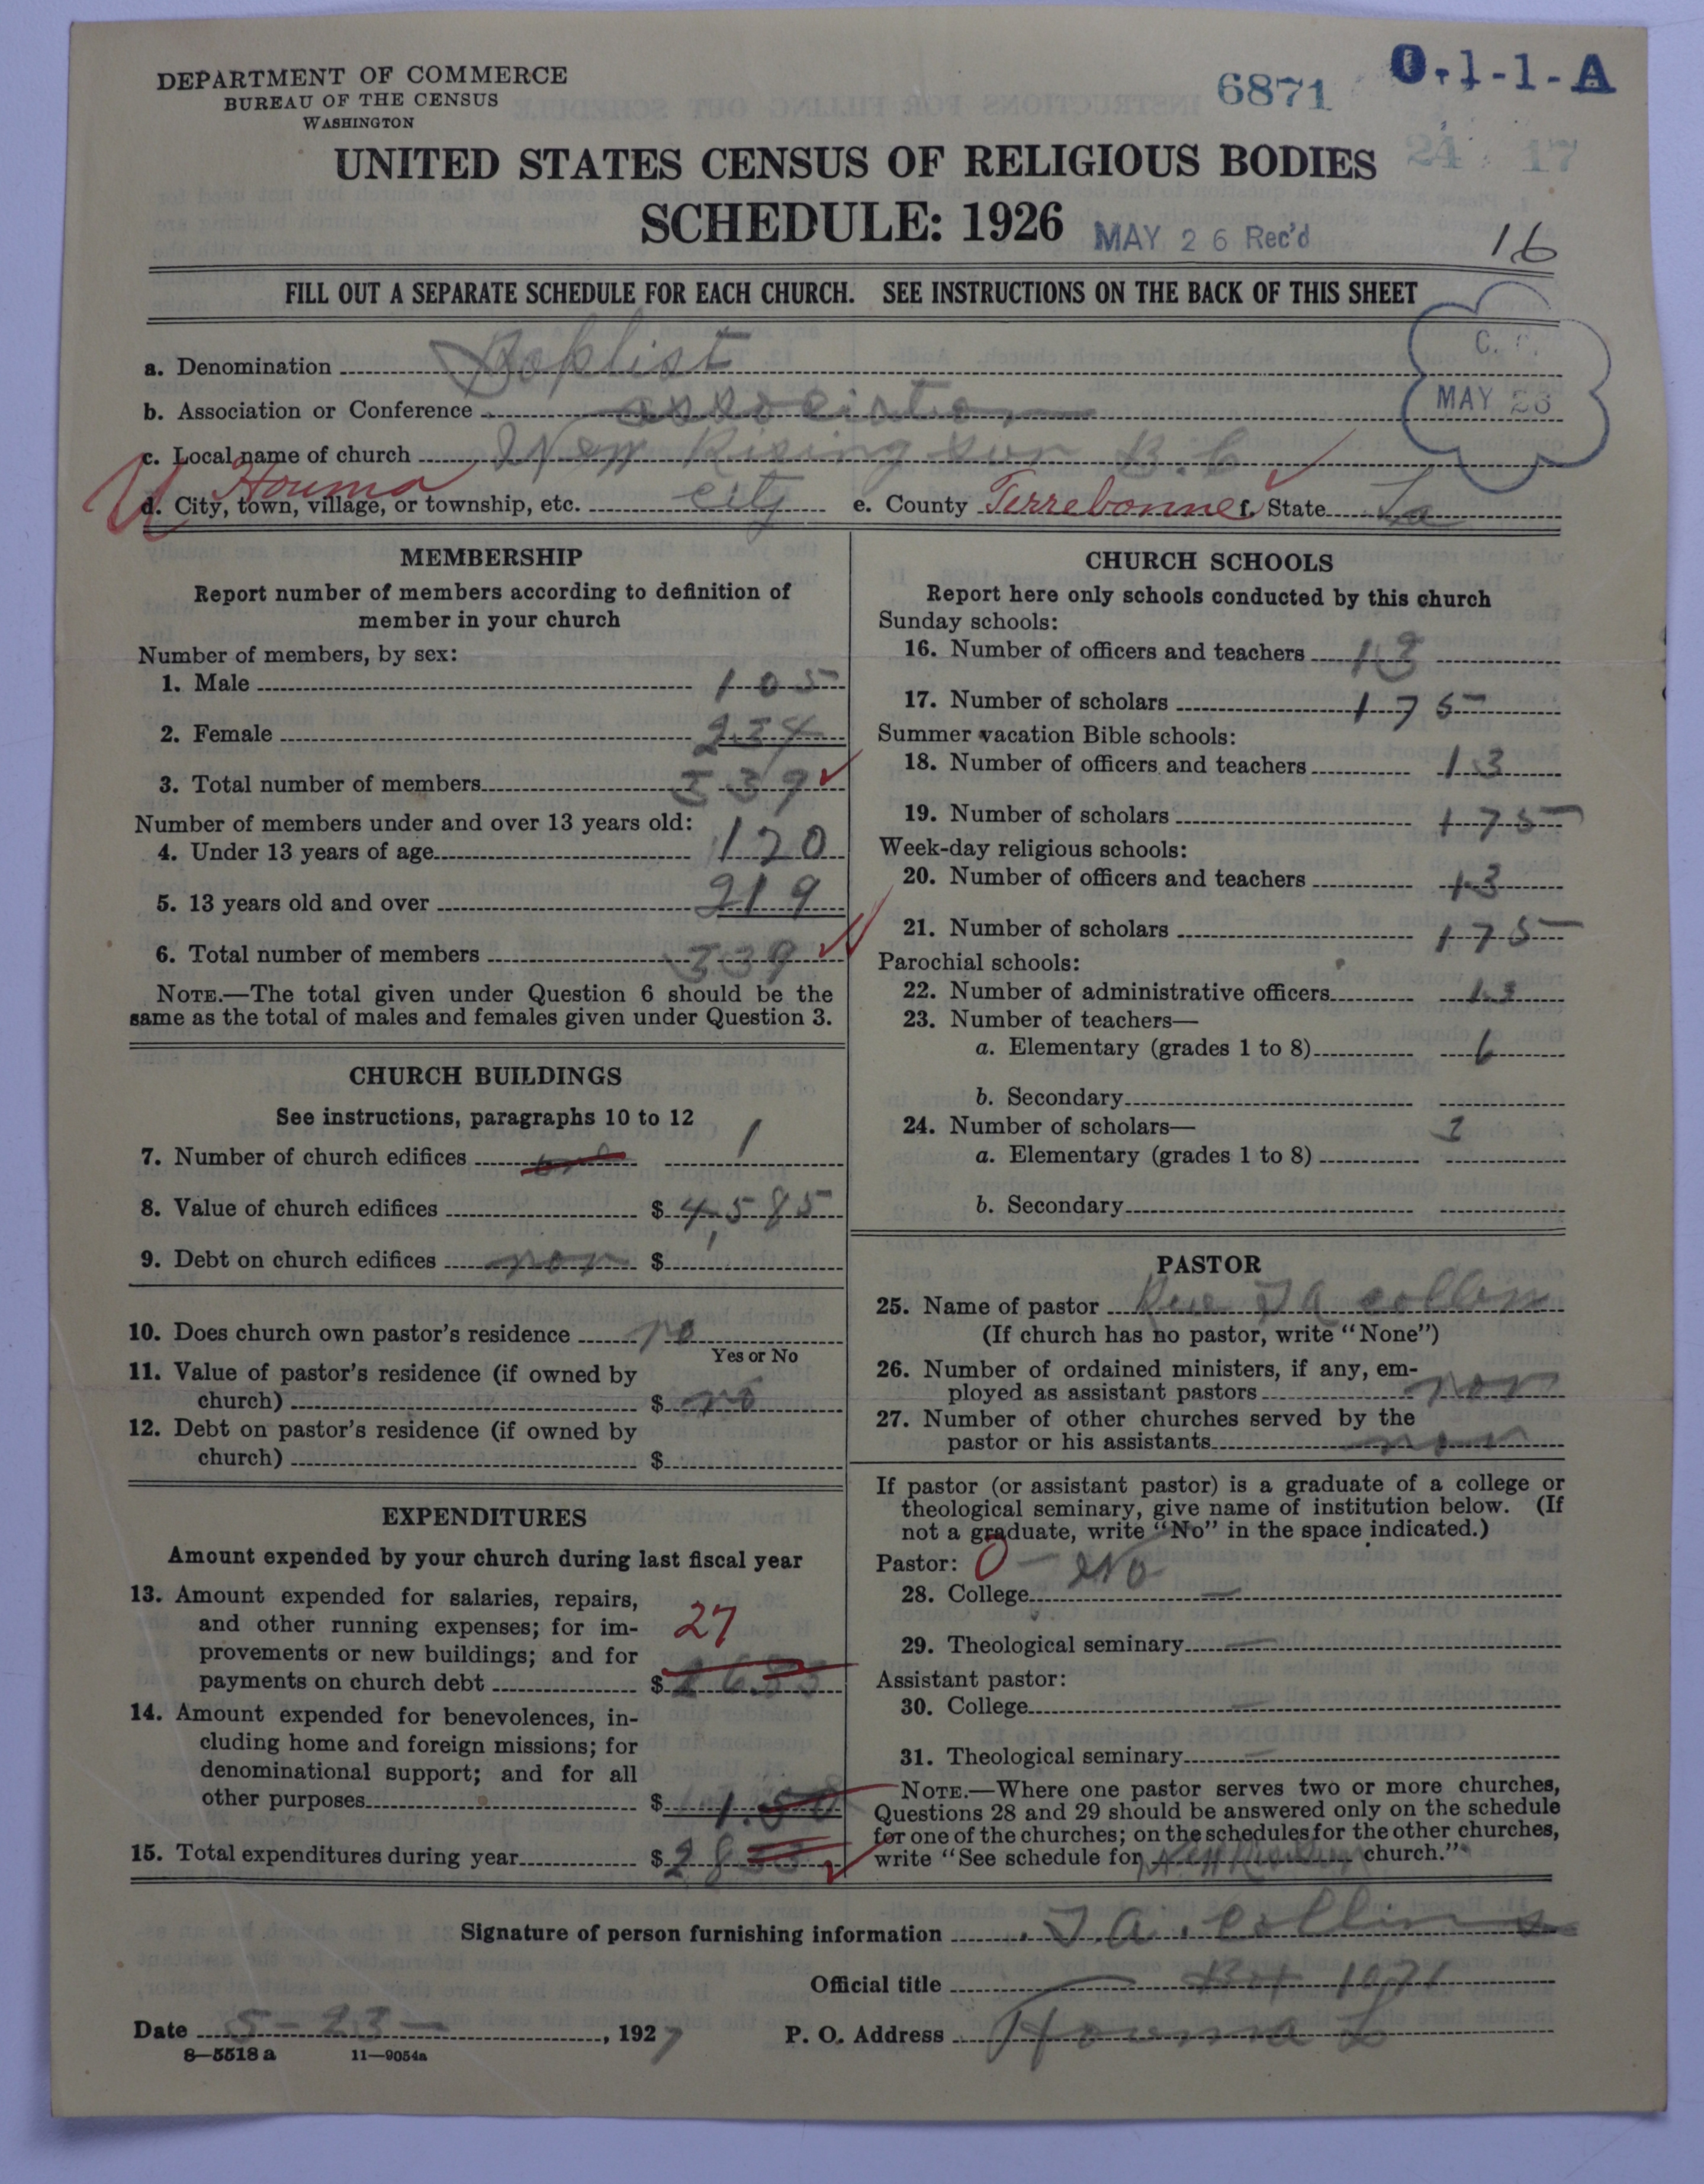 DEPARTMENT OF COMMERCE
BUREAU OF THE CENSUS
WASHINGTON
6871
O.1-1-A
24 17
UNITED STATES CENSUS OF RELIGIOUS BODIES
SCHEDULE: 1926
MAY 26 Rec'd
16
FILL OUT A SEPARATE SCHEDULE FOR EACH CHURCH. SEE INSTRUCTIONS ON THE BACK OF THIS SHEET
MAY 26
a. Denomination Baptist
b. Association or Conference association
c. Local name of church New Rising sun B.C
U Houma
d. City, town, village, or township, etc. city e. County Terrebonne f. State La
MEMBERSHIP
Report number of members according to definition of
member in your church
Number of members, by sex:
1. Male 105
2. Female 234
3. Total number of members 339
Number of members under and over 13 years old:
4. Under 13 years of age 120
5. 13 years old and over 219
6. Total number of members 339
NOTE.—The total given under Question 6 should be the
same as the total of males and females given under Question 3.
CHURCH BUILDINGS
See instructions, paragraphs 10 to 12
7. Number of church edifices 1
8. Value of church edifices $ 4,585
9. Debt on church edifices non $
10. Does church own pastor's residence no
Yes or No
11. Value of pastor's residence (if owned by
church) $ no
12. Debt on pastor's residence (if owned by
church) $
EXPENDITURES
Amount expended by your church during last fiscal year
13. Amount expended for salaries, repairs,
and other running expenses; for im-
provements or new buildings; and for
payments on church debt $ 27
14. Amount expended for benevolences, in-
cluding home and foreign missions; for
denominational support; and for all
other purposes $ 1.50
15. Total expenditures during year $ 28
CHURCH SCHOOLS
Report here only schools conducted by this church
Sunday schools:
16. Number of officers and teachers 13
17. Number of scholars 175
Summer vacation Bible schools:
18. Number of officers and teachers 13
19. Number of scholars 175
Week-day religious schools:
20. Number of officers and teachers 13
21. Number of scholars 175
Parochial schools:
22. Number of administrative officers 13
23. Number of teachers—
a. Elementary (grades 1 to 8) 6
b. Secondary
24. Number of scholars—
a. Elementary (grades 1 to 8)
b. Secondary
PASTOR
25. Name of pastor Rev. T A collin
(If church has no pastor, write "None")
26. Number of ordained ministers, if any, em-
ployed as assistant pastors non
27. Number of other churches served by the
pastor or his assistants non
If pastor (or assistant pastor) is a graduate of a college or
theological seminary, give name of institution below. (If
not a graduate, write "No" in the space indicated.)
Pastor: 0 - No
28. College
29. Theological seminary
Assistant pastor:
30. College
31. Theological seminary
NOTE.—Where one pastor serves two or more churches,
Questions 28 and 29 should be answered only on the schedule
for one of the churches; on the schedules for the other churches,
write "See schedule for church."
Signature of person furnishing information T.A. collins
Official title Box 1071
Date 5-23-, 1927 P. O. Address Houma L
8—5518 a 11—9054a